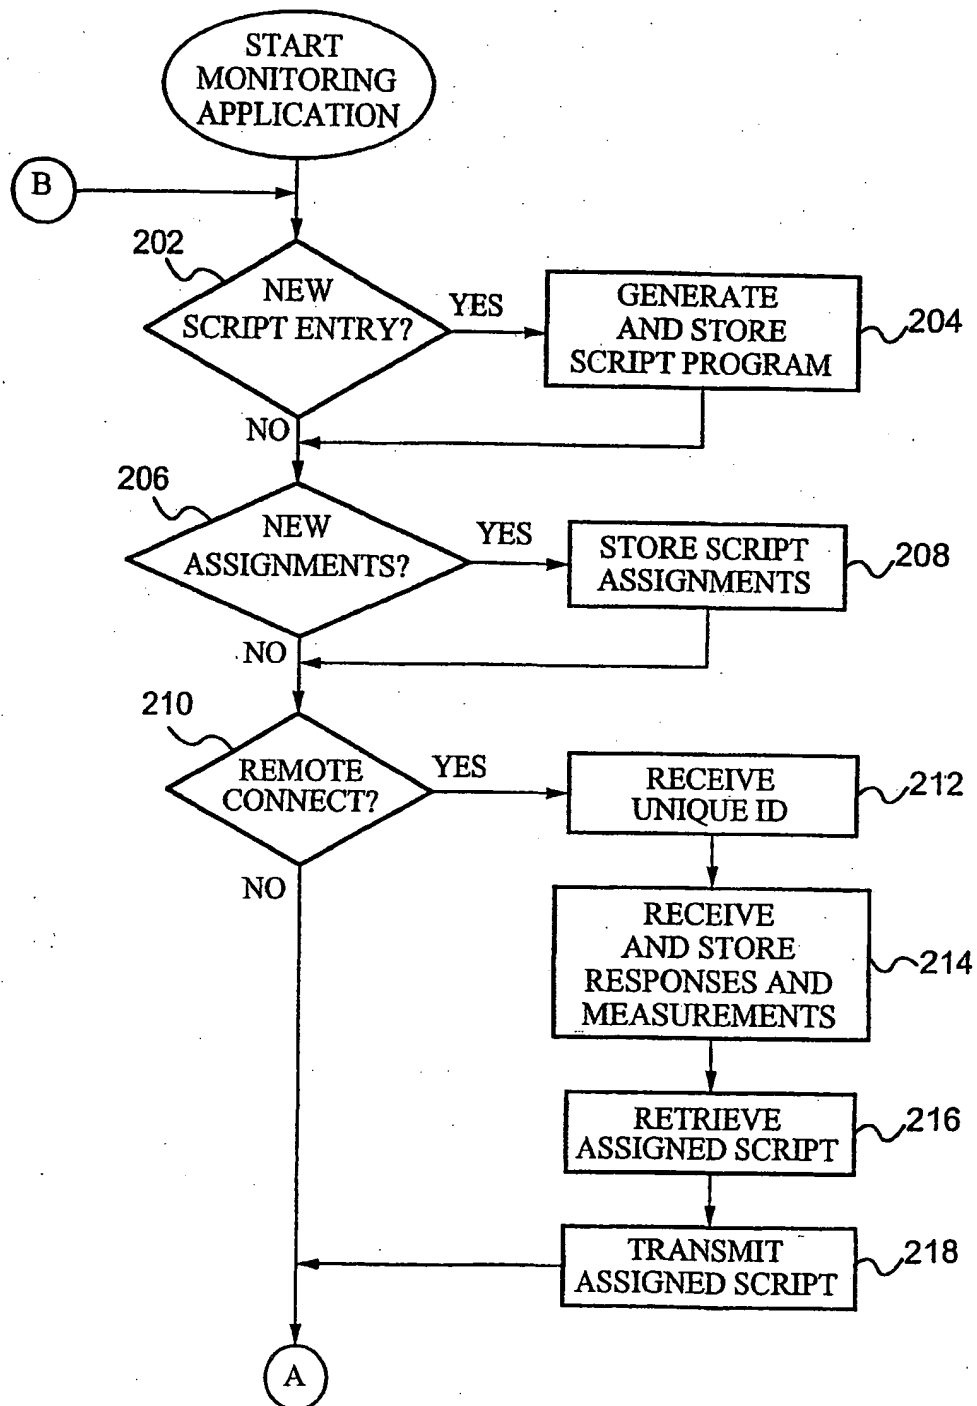 START
MONITORING
APPLICATION
B
202
NEW
SCRIPT ENTRY?
YES
GENERATE
AND STORE
SCRIPT PROGRAM
204
NO
206
NEW
ASSIGNMENTS?
YES
STORE SCRIPT
ASSIGNMENTS
208
NO
210
REMOTE
CONNECT?
YES
RECEIVE
UNIQUE ID
212
NO
RECEIVE
AND STORE
RESPONSES AND
MEASUREMENTS
214
RETRIEVE
ASSIGNED SCRIPT
216
TRANSMIT
ASSIGNED SCRIPT
218
A